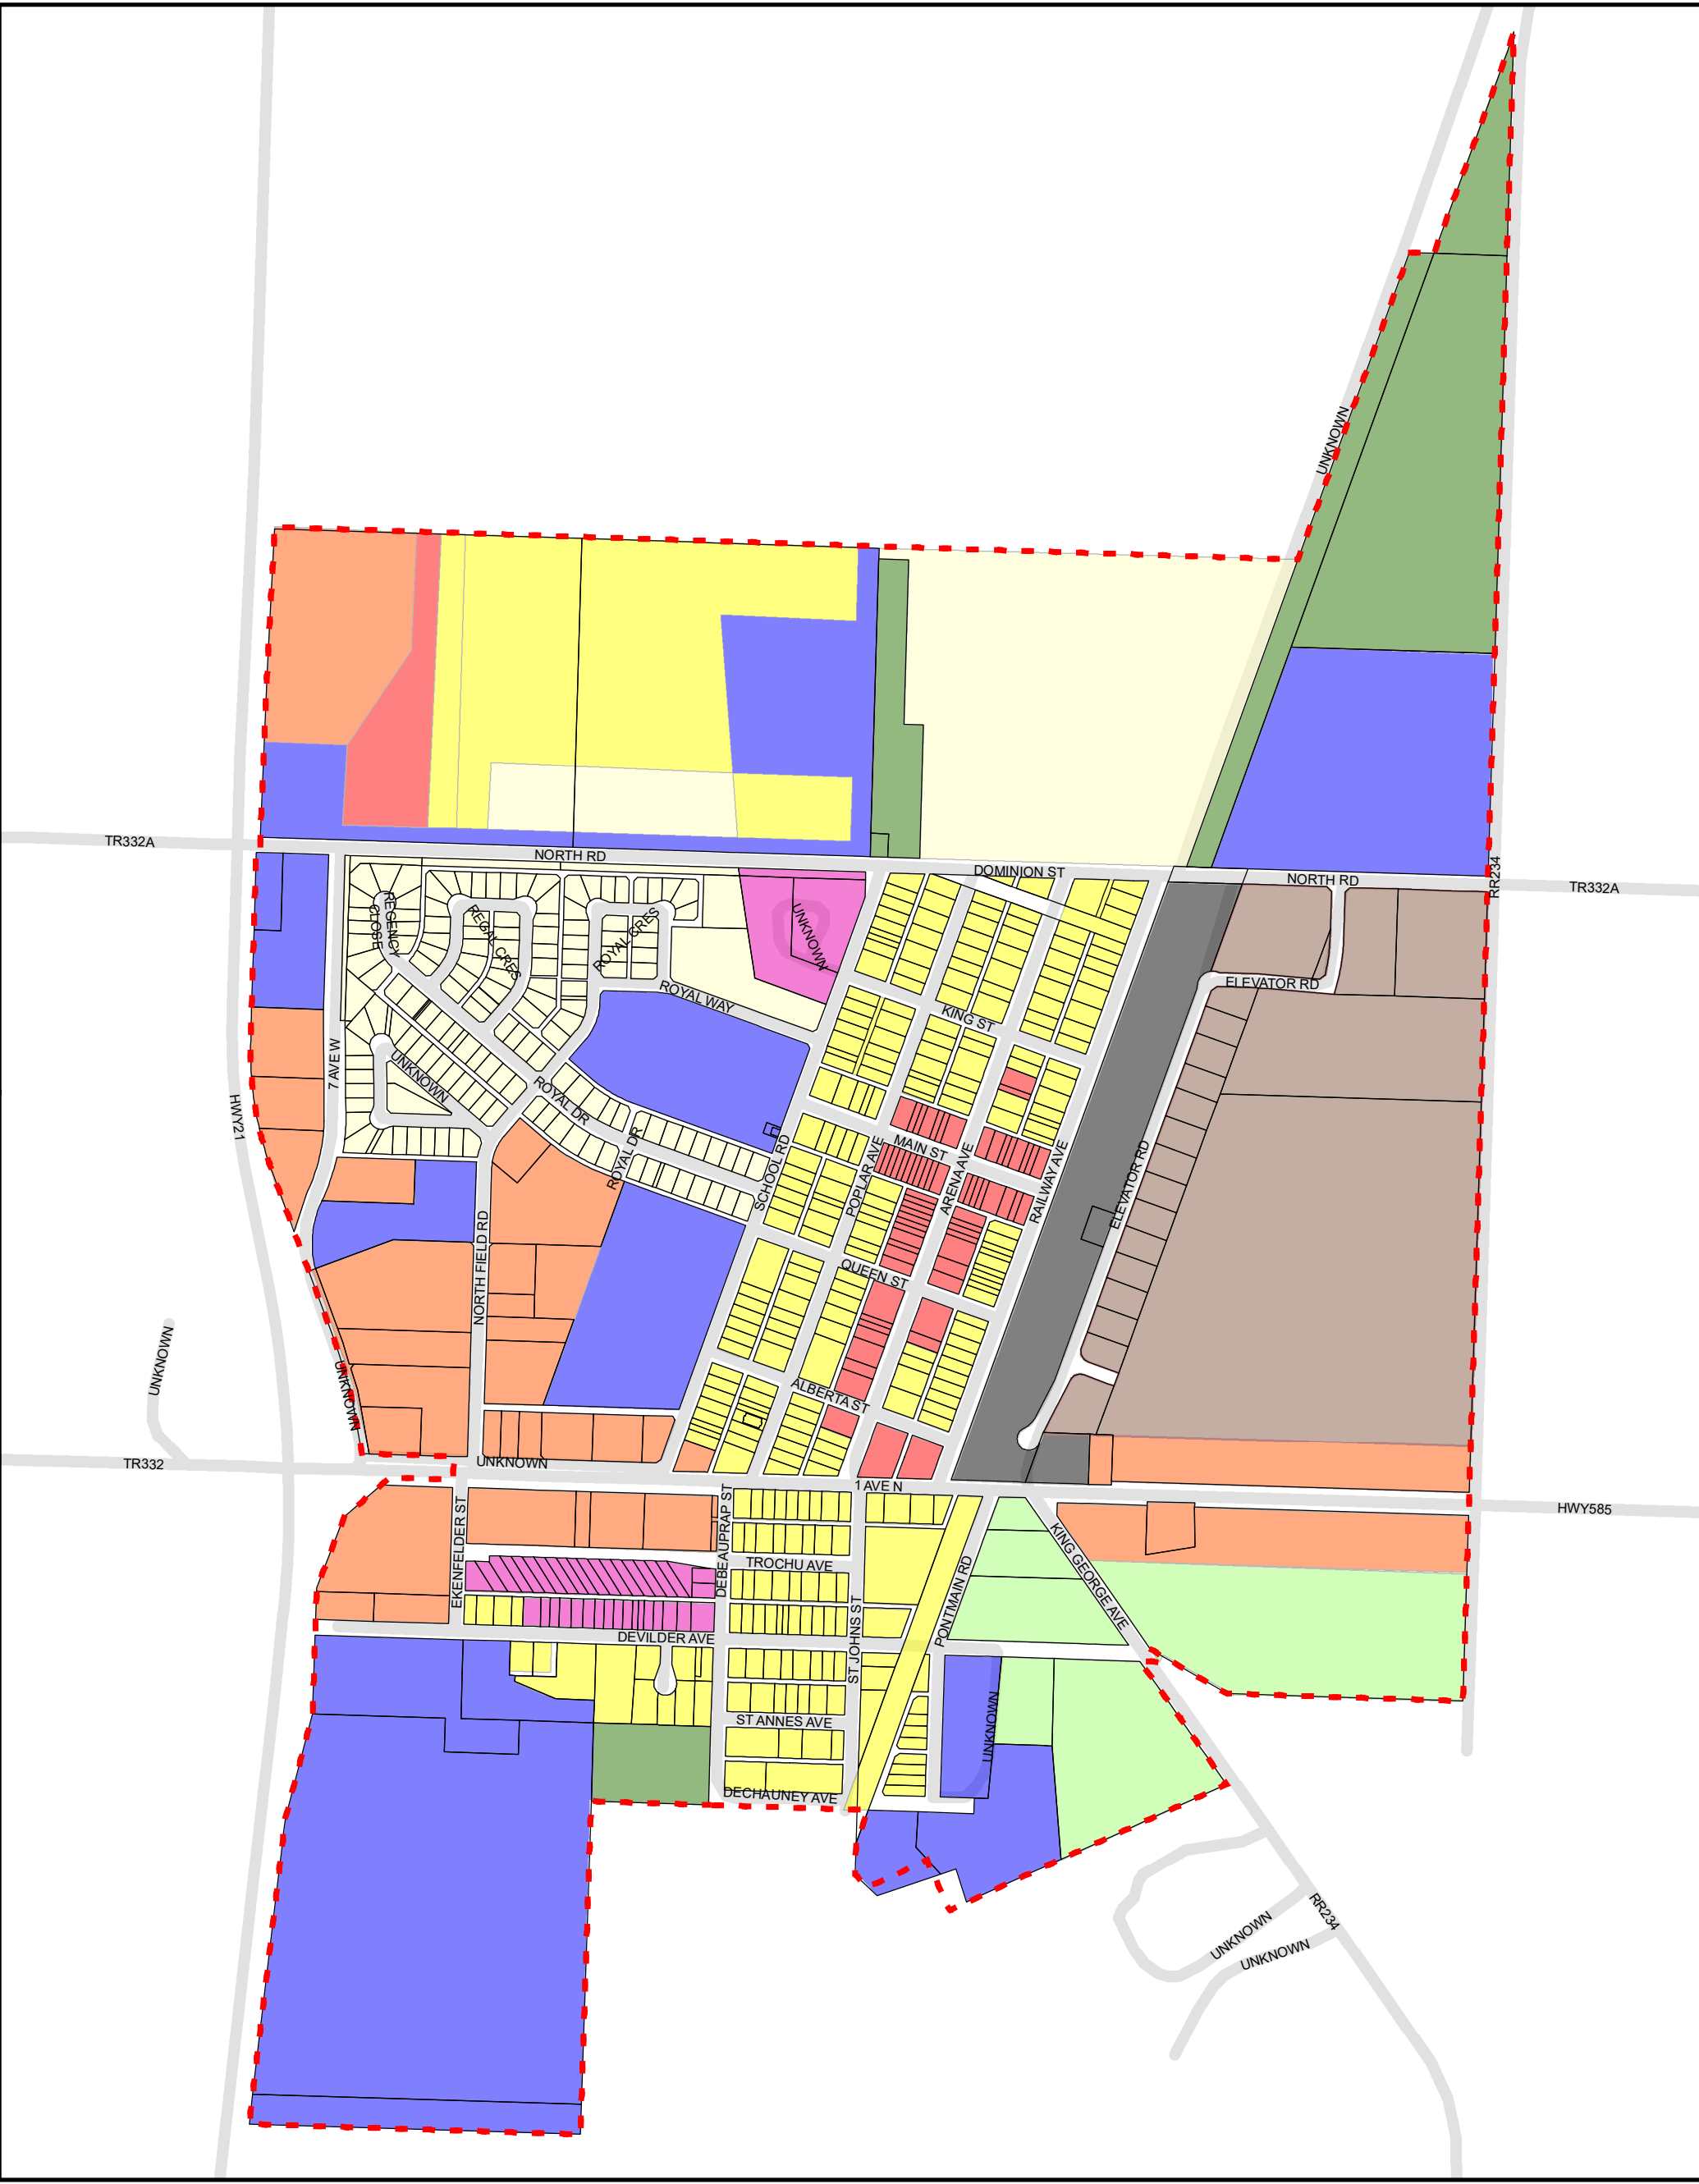 UNKNOWN
TR332A
NORTH RD
DOMINION ST
NORTH RD
RR234
TR332A
REGENCY
CLOSE
REGAL CRES
ROYAL CRES
UNKNOWN
ELEVATOR RD
ROYAL WAY
KING ST
7 AVE W
UNKNOWN
ROYAL DR
HWY21
ROYAL DR
SCHOOL RD
POPLAR AVE
MAIN ST
ARENA AVE
RAILWAY AVE
ELEVATOR RD
NORTH FIELD RD
QUEEN ST
UNKNOWN
UNKNOWN
ALBERTA ST
TR332
UNKNOWN
1 AVE N
HWY585
EKENFELDER ST
DEBEAUPRAP ST
TROCHU AVE
KING GEORGE AVE
PONTMAIN RD
ST JOHNS ST
DEVILDER AVE
UNKNOWN
ST ANNES AVE
DECHAUNEY AVE
RR234
UNKNOWN
UNKNOWN